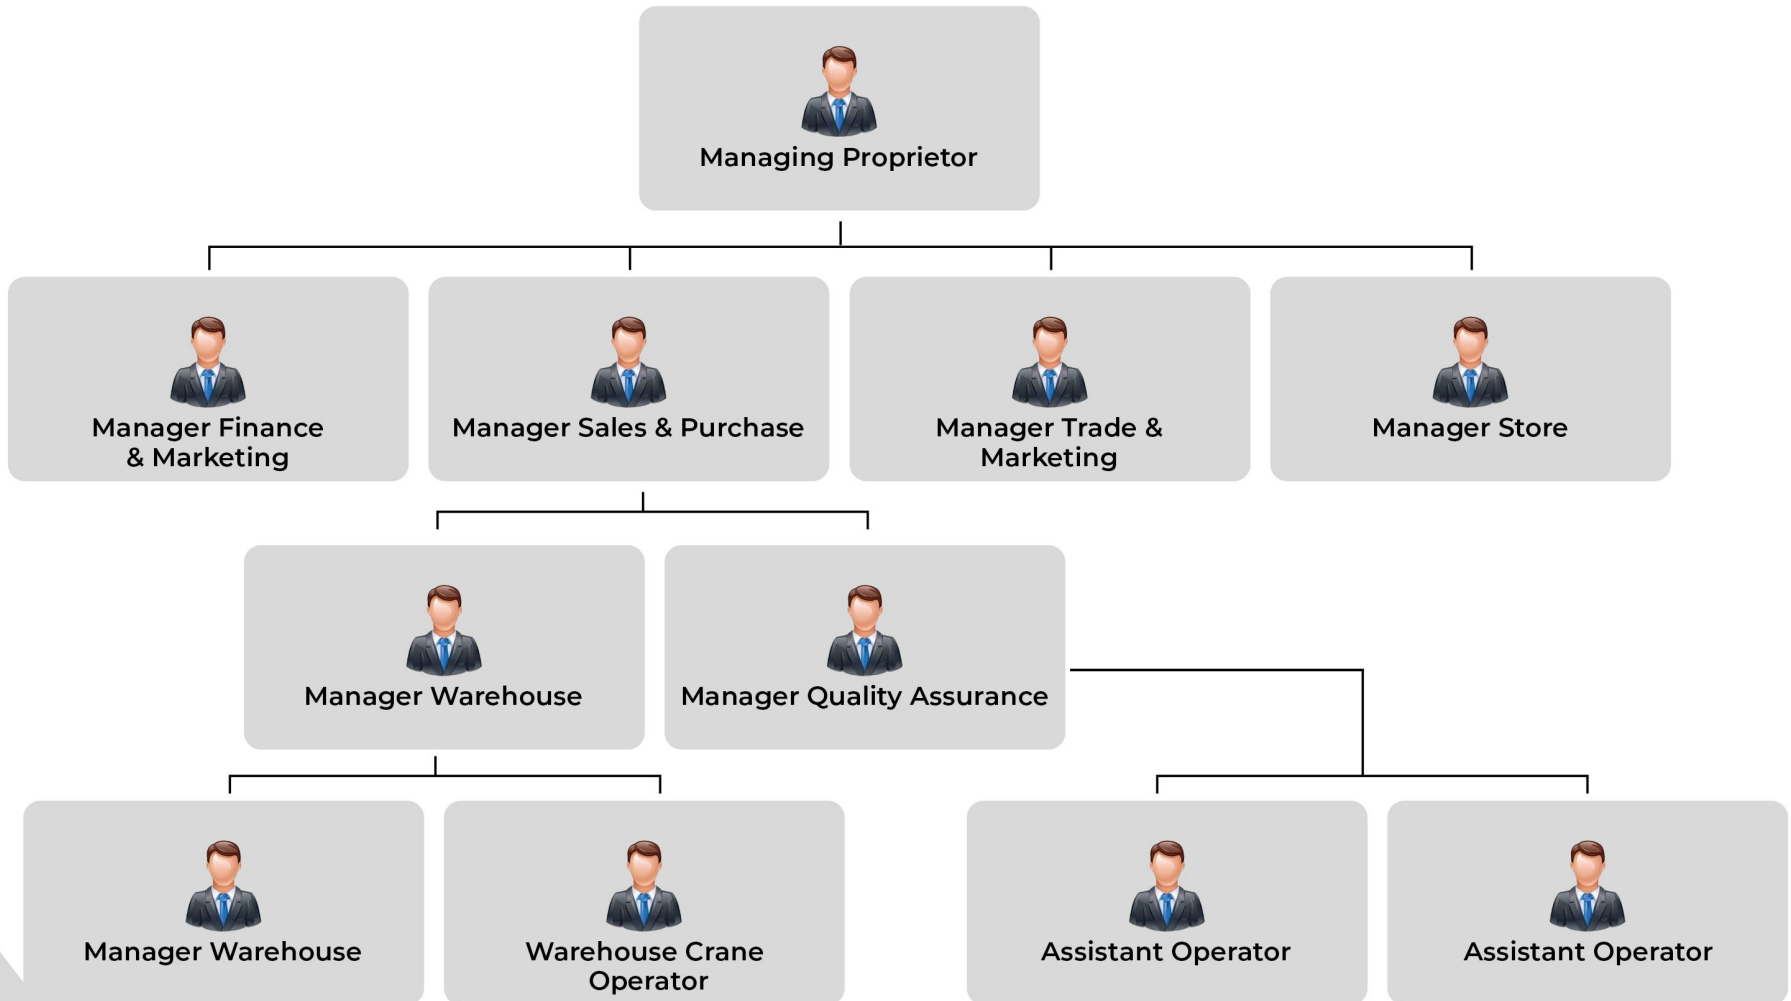 Managing Proprietor
Manager Finance
& Marketing
Manager Sales & Purchase
Manager Trade &
Marketing
Manager Store
Manager Warehouse
Manager Quality Assurance
Manager Warehouse
Warehouse Crane
Operator
Assistant Operator
Assistant Operator